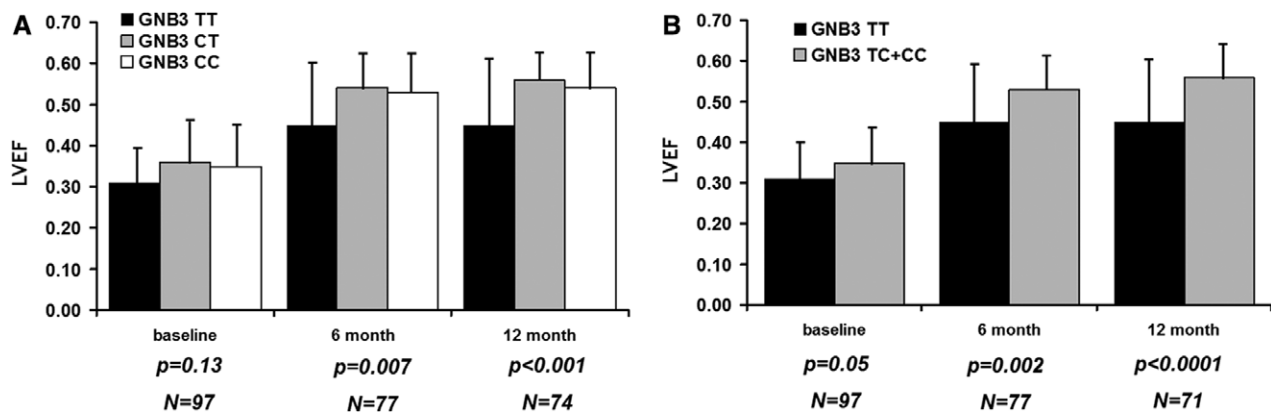 A
GNB3 TT
GNB3 CT
GNB3 CC
LVEF
0.70
0.60
0.50
0.40
0.30
0.20
0.10
0.00
baseline 6 month 12 month
p=0.13 p=0.007 p<0.001
N=97 N=77 N=74
B
GNB3 TT
GNB3 TC+CC
LVEF
0.70
0.60
0.50
0.40
0.30
0.20
0.10
0.00
baseline 6 month 12 month
p=0.05 p=0.002 p<0.0001
N=97 N=77 N=71